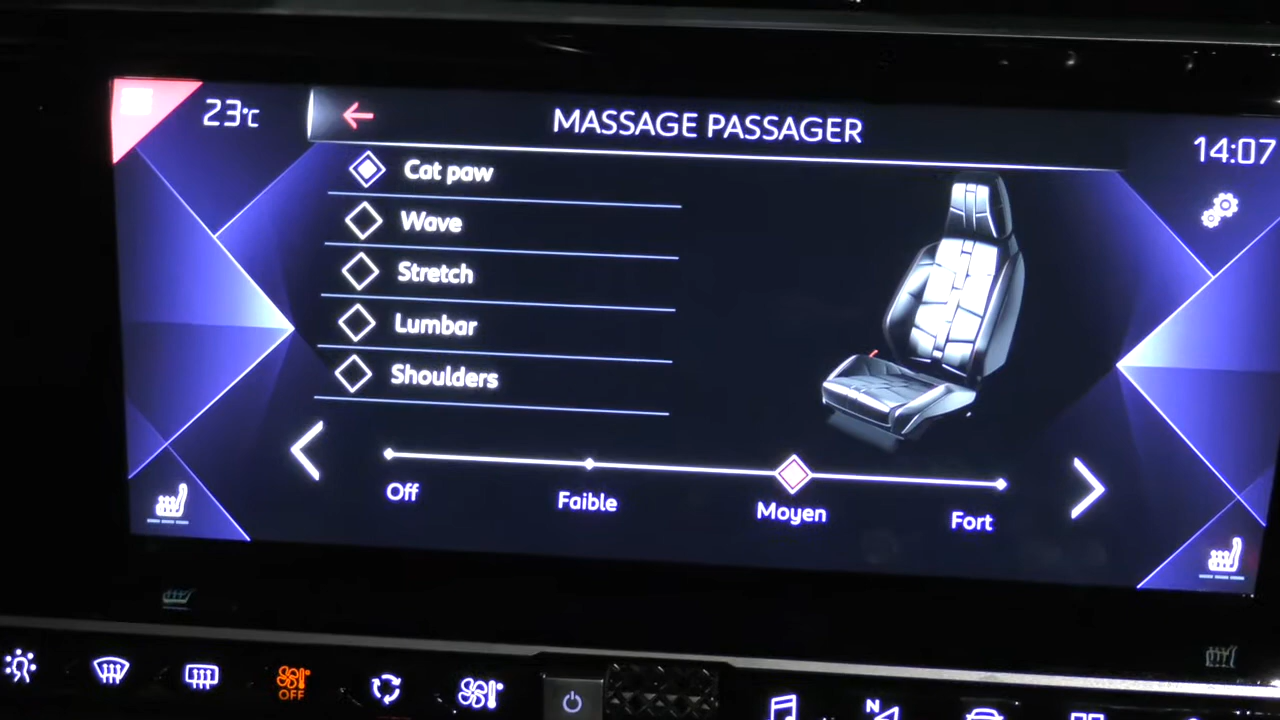 23°C
MASSAGE PASSAGER
14:07
Cat paw
Wave
Stretch
Lumbar
Shoulders
Off
Faible
Moyen
Fort
OFF
N